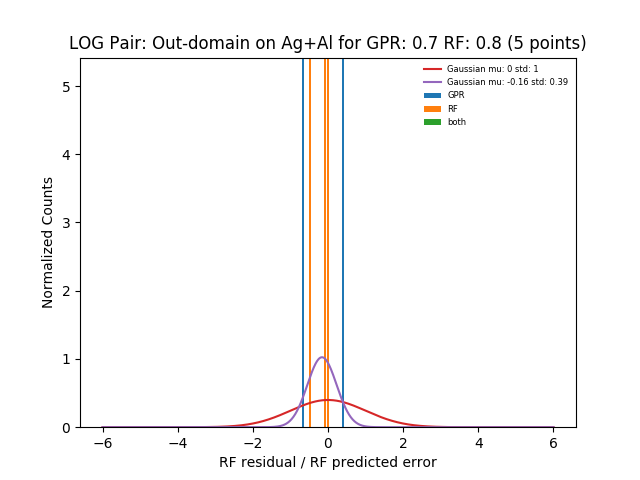 LOG Pair: Out-domain on Ag+Al for GPR: 0.7 RF: 0.8 (5 points)
Gaussian mu: 0 std: 1
Gaussian mu: -0.16 std: 0.39
GPR
RF
both
Normalized Counts
5
4
3
2
1
0
−6 −4 −2 0 2 4 6
RF residual / RF predicted error